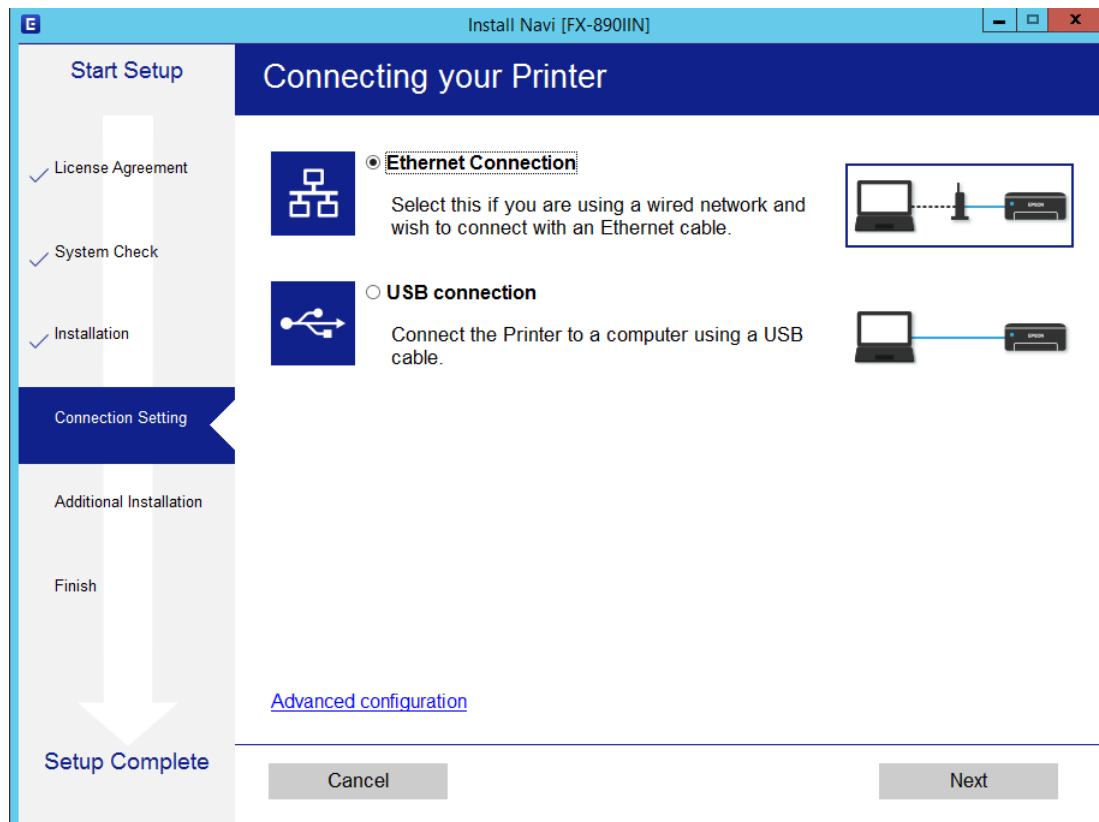 Install Navi [FX-890IIN]
Start Setup
License Agreement
System Check
Installation
Connection Setting
Additional Installation
Finish
Setup Complete
Connecting your Printer
Ethernet Connection
Select this if you are using a wired network and
wish to connect with an Ethernet cable.
EPSON
USB connection
Connect the Printer to a computer using a USB
cable.
EPSON
Advanced configuration
Cancel
Next